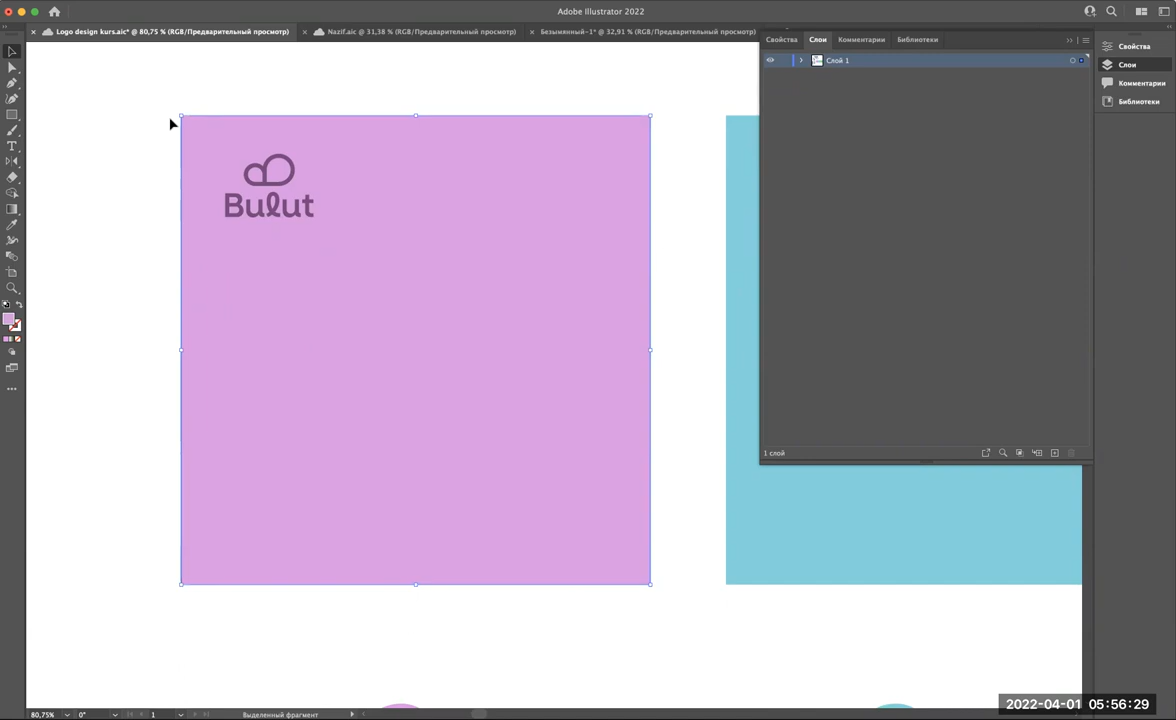 Adobe Illustrator 2022
Logo design kurs.aic* @ 80,75 % (RGB/Предварительный просмотр)
Nazif.aic @ 31,38 % (RGB/Предварительный просмотр)
Безымянный-1* @ 32,91 % (RGB/Предварительный просмотр)
Свойства
Слои
Комментарии
Библиотеки
Слой 1
Свойства
Слои
Комментарии
Библиотеки
Bulut
1 слой
80,75%
0°
1
Выделенный фрагмент
2022-04-01 05:56:29